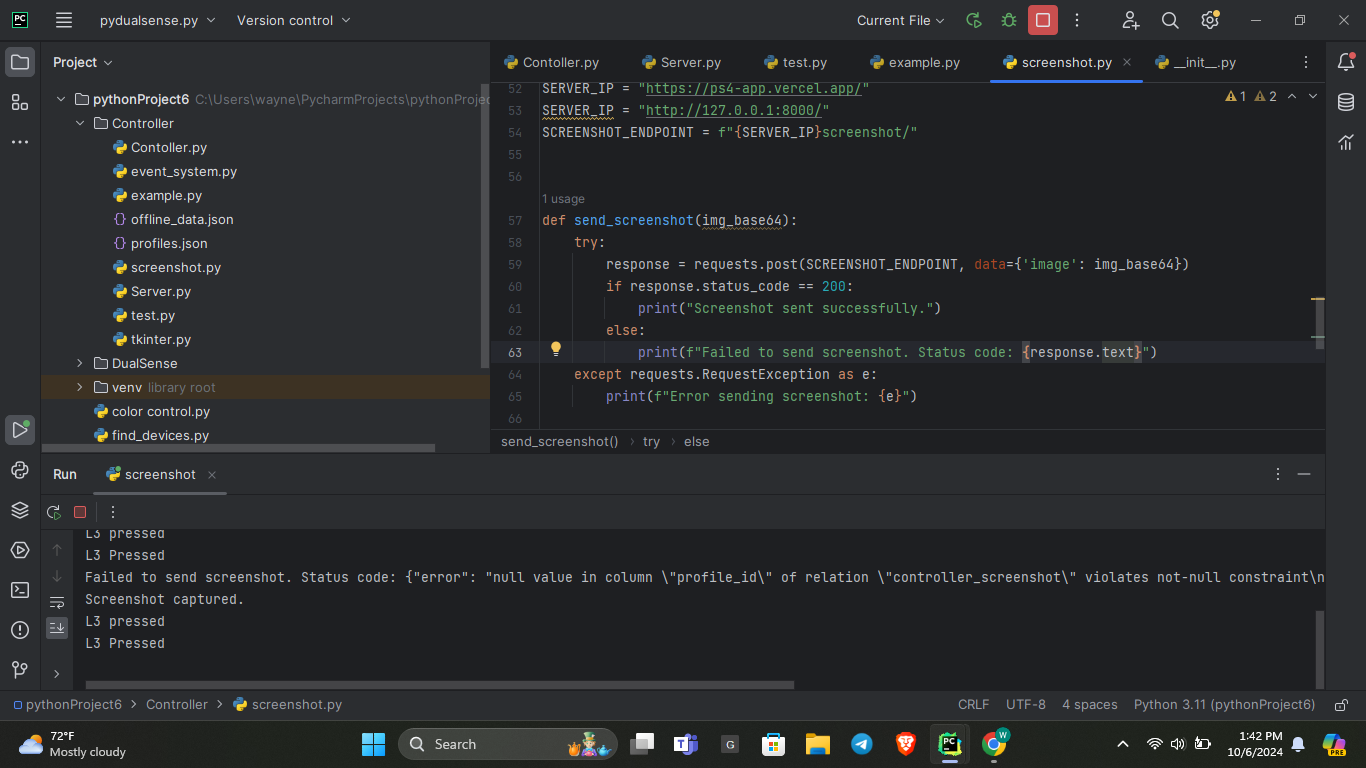 pydualsense.py
Version control
Current File
Project
pythonProject6 C:\Users\wayne\PycharmProjects\pythonProjec
Controller
Contoller.py
event_system.py
example.py
offline_data.json
profiles.json
screenshot.py
Server.py
test.py
tkinter.py
DualSense
venv library root
color control.py
find_devices.py
Contoller.py
Server.py
test.py
example.py
screenshot.py
__init__.py
1
2
52 SERVER_IP = "https://ps4-app.vercel.app/"
53 SERVER_IP = "http://127.0.0.1:8000/"
54 SCREENSHOT_ENDPOINT = f"{SERVER_IP}screenshot/"
55
56
1 usage
57 def send_screenshot(img_base64):
58 try:
59 response = requests.post(SCREENSHOT_ENDPOINT, data={'image': img_base64})
60 if response.status_code == 200:
61 print("Screenshot sent successfully.")
62 else:
63 print(f"Failed to send screenshot. Status code: {response.text}")
64 except requests.RequestException as e:
65 print(f"Error sending screenshot: {e}")
66
send_screenshot() › try › else
Run
screenshot
L3 pressed
L3 Pressed
Failed to send screenshot. Status code: {"error": "null value in column \"profile_id\" of relation \"controller_screenshot\" violates not-null constraint\n
Screenshot captured.
L3 pressed
L3 Pressed
pythonProject6 > Controller > screenshot.py
CRLF UTF-8 4 spaces Python 3.11 (pythonProject6)
72°F
Mostly cloudy
Search
1:42 PM
10/6/2024